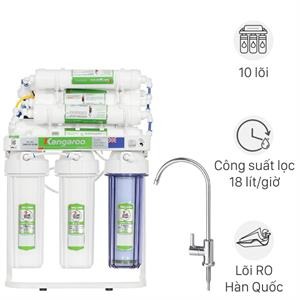 Kangaroo
10 lõi
Công suất lọc
18 lít/giờ
Lõi RO
Hàn Quốc